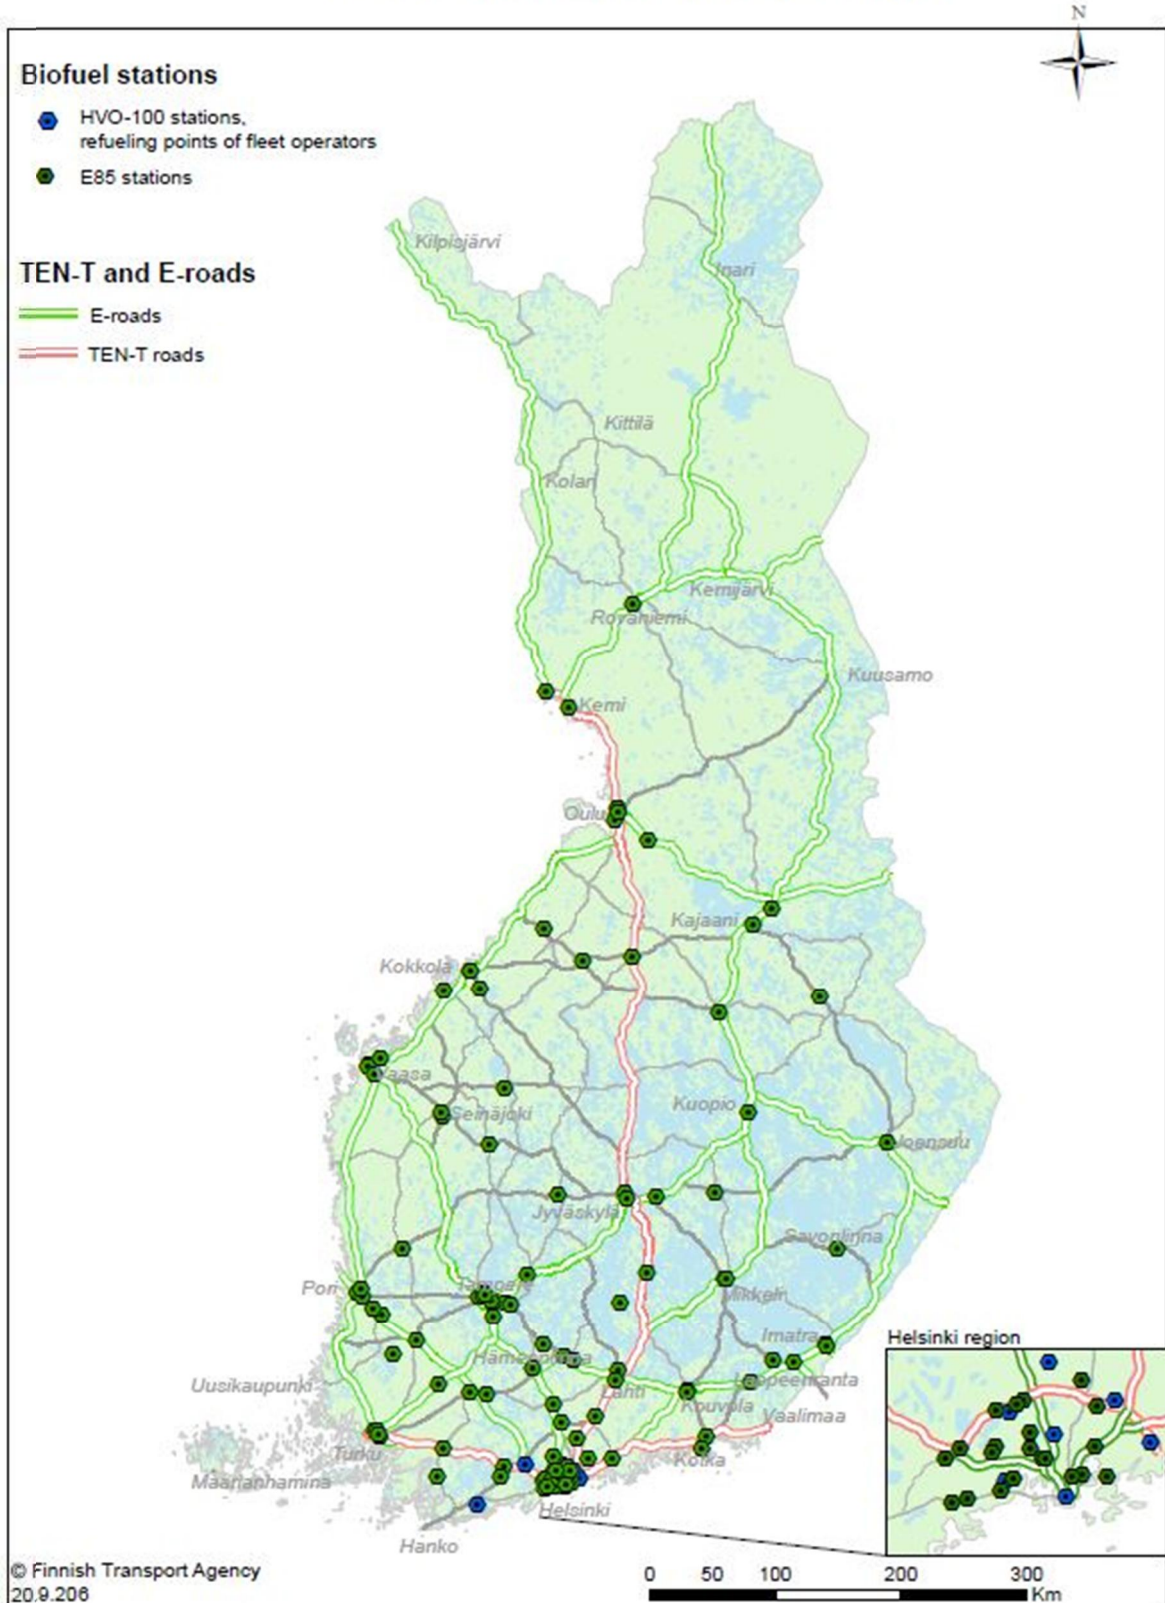 N
Biofuel stations
HVO-100 stations,
refueling points of fleet operators
E85 stations
TEN-T and E-roads
E-roads
TEN-T roads
Kilpisjärvi
Inari
Kittilä
Kolari
Kemijärvi
Rovaniemi
Kuusamo
Kemi
Oulu
Kajaani
Kokkola
Vaasa
Kuopio
Seinäjoki
Joensuu
Jyväskylä
Savonlinna
Pori
Tampere
Mikkeli
Imatra
Helsinki region
Hämeenlinna
Uusikaupunki
Lahti
Lappeenranta
Kouvola
Vaalimaa
Turku
Kotka
Maarianhamina
Helsinki
Hanko
© Finnish Transport Agency
20.9.206
0 50 100 200 300
Km